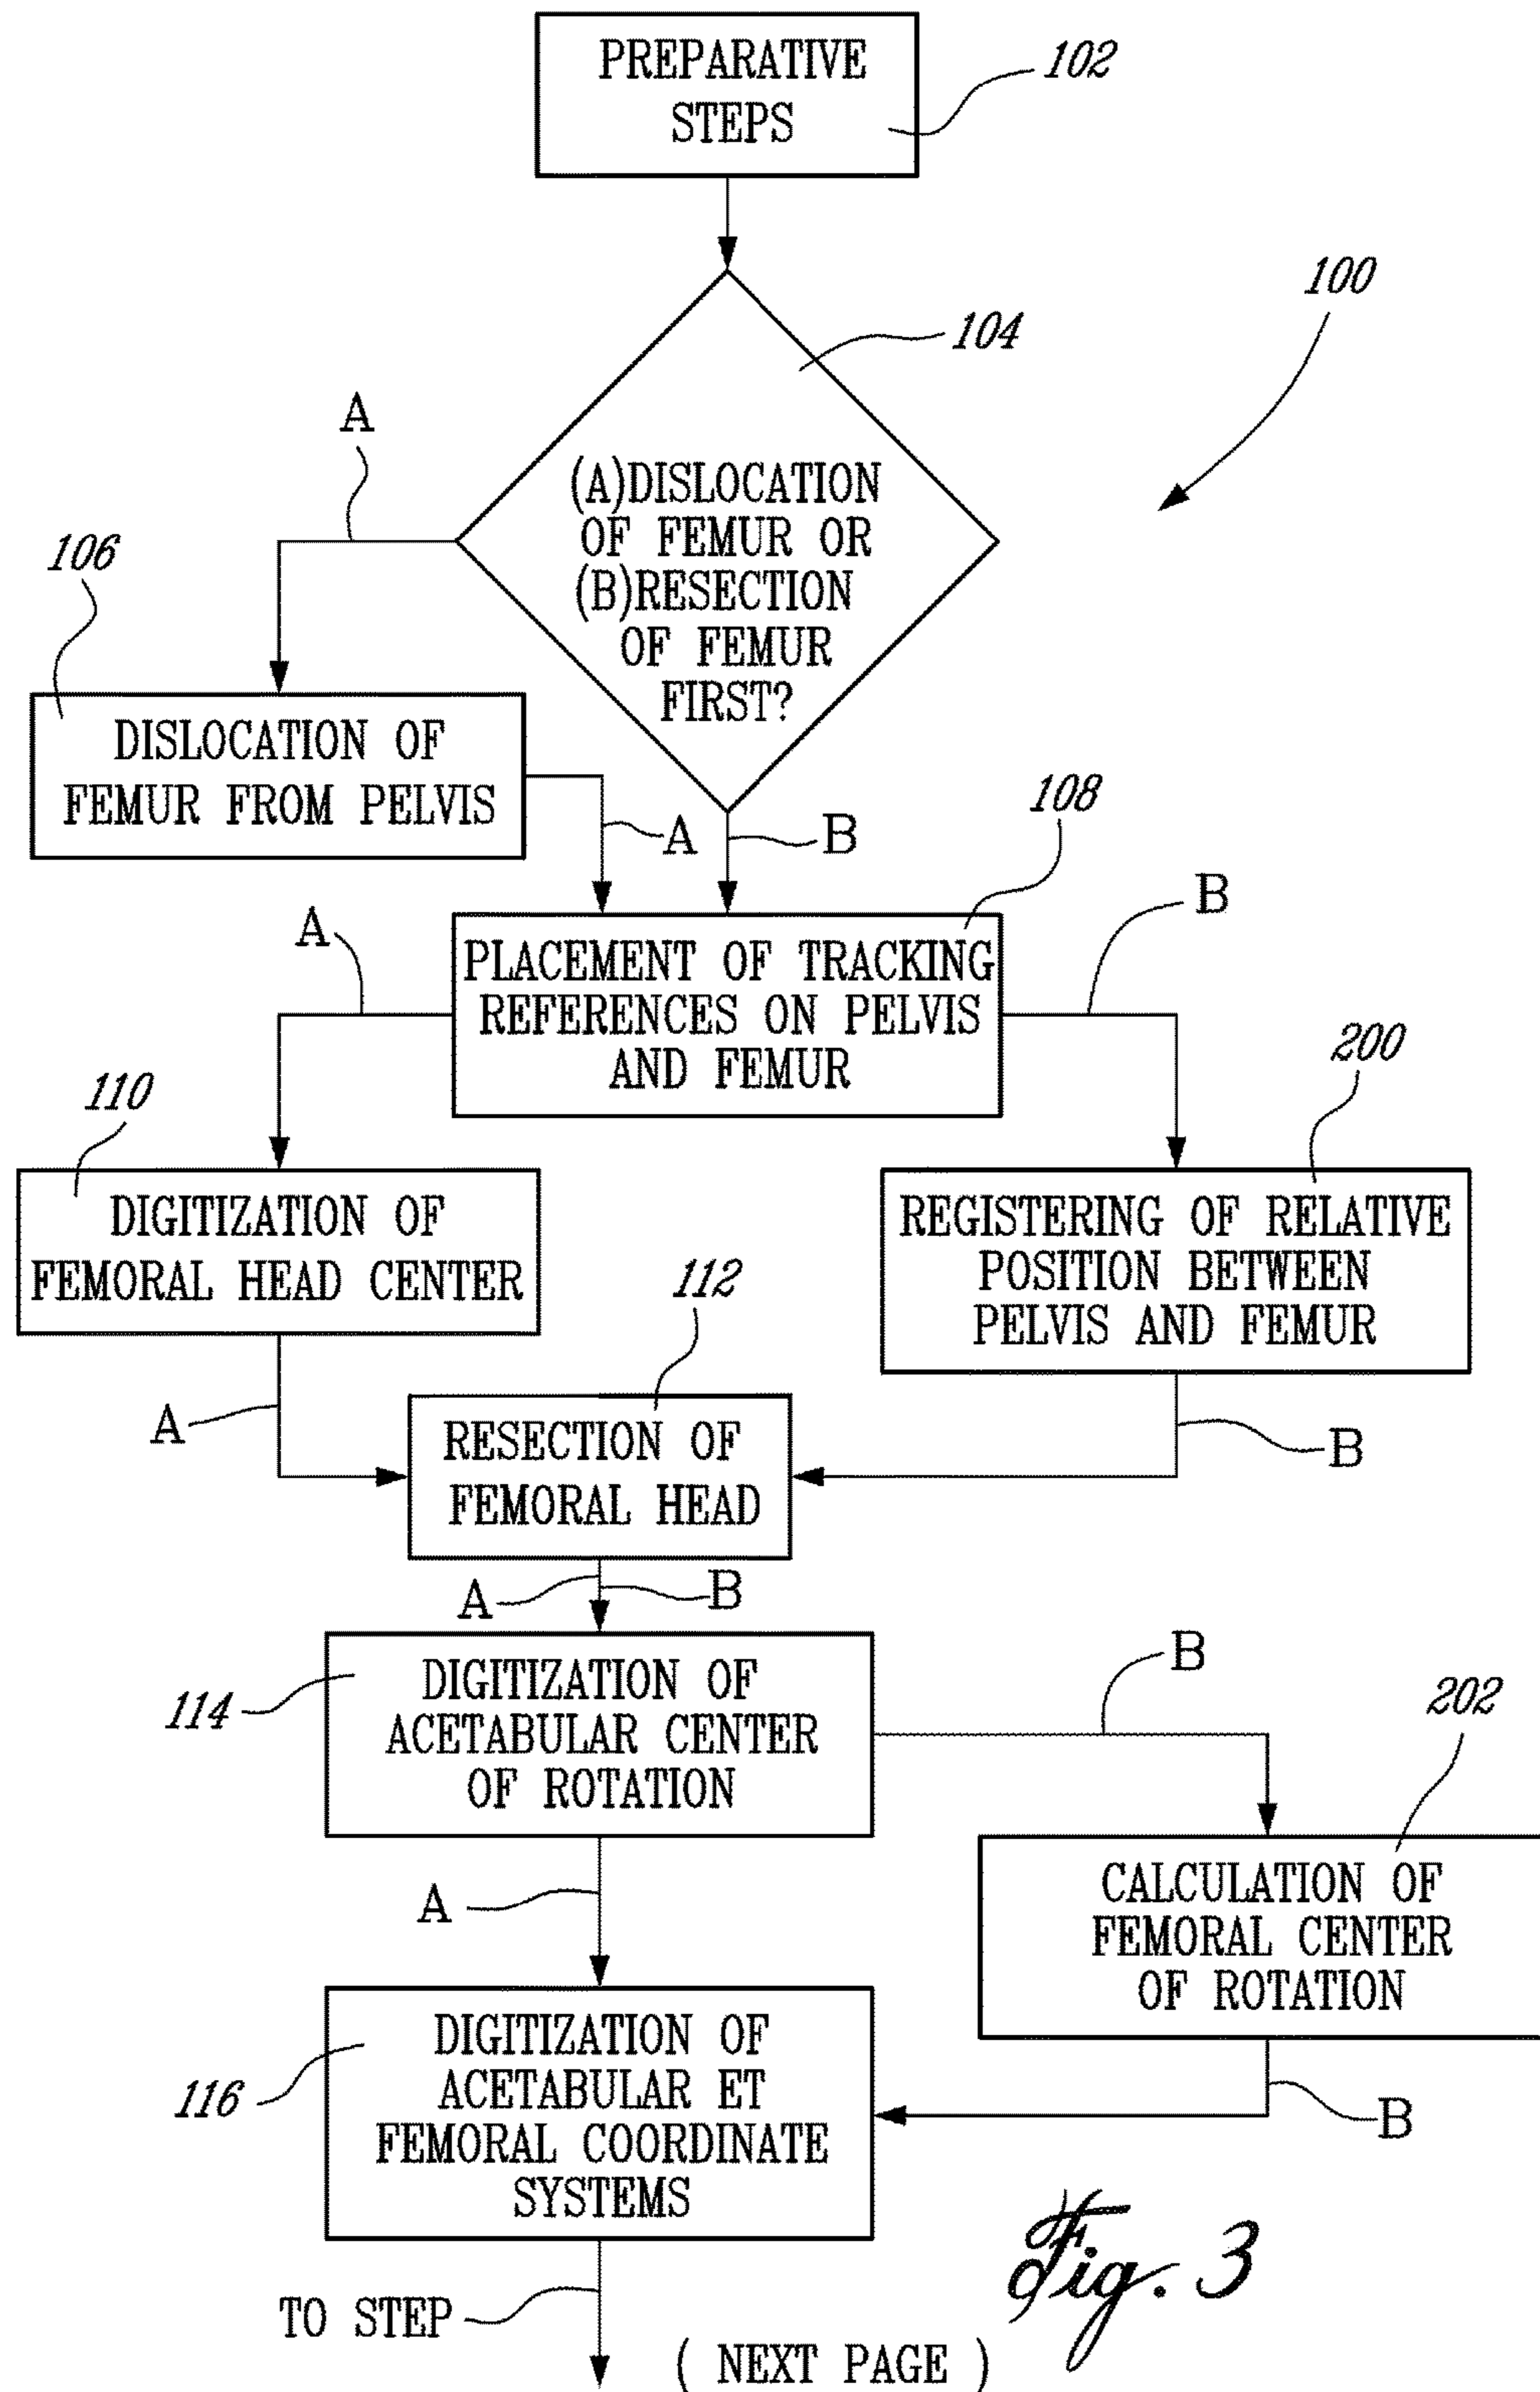 PREPARATIVE
STEPS
102
100
104
A
(A)DISLOCATION
OF FEMUR OR
(B)RESECTION
OF FEMUR
FIRST?
106
DISLOCATION OF
FEMUR FROM PELVIS
A
B
108
A
B
PLACEMENT OF TRACKING
REFERENCES ON PELVIS
AND FEMUR
110
200
DIGITIZATION OF
FEMORAL HEAD CENTER
REGISTERING OF RELATIVE
POSITION BETWEEN
PELVIS AND FEMUR
112
A
B
RESECTION OF
FEMORAL HEAD
A
B
114
DIGITIZATION OF
ACETABULAR CENTER
OF ROTATION
B
202
A
CALCULATION OF
FEMORAL CENTER
OF ROTATION
116
DIGITIZATION OF
ACETABULAR ET
FEMORAL COORDINATE
SYSTEMS
B
TO STEP
( NEXT PAGE )
Fig. 3